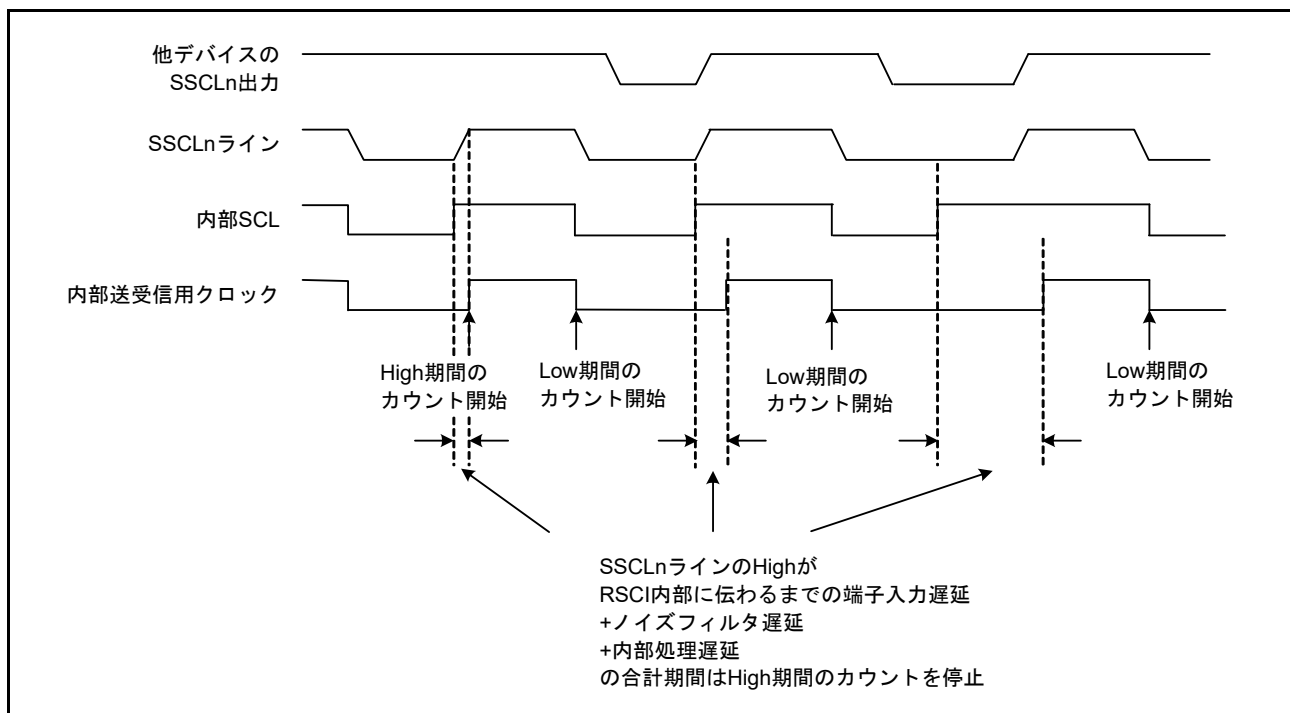 他デバイスの
SSCLn出力
SSCLnライン
内部SCL
内部送受信用クロック
High期間の
カウント開始
Low期間の
カウント開始
Low期間の
カウント開始
Low期間の
カウント開始
SSCLnラインのHighが
RSCI内部に伝わるまでの端子入力遅延
+ノイズフィルタ遅延
+内部処理遅延
の合計期間はHigh期間のカウントを停止